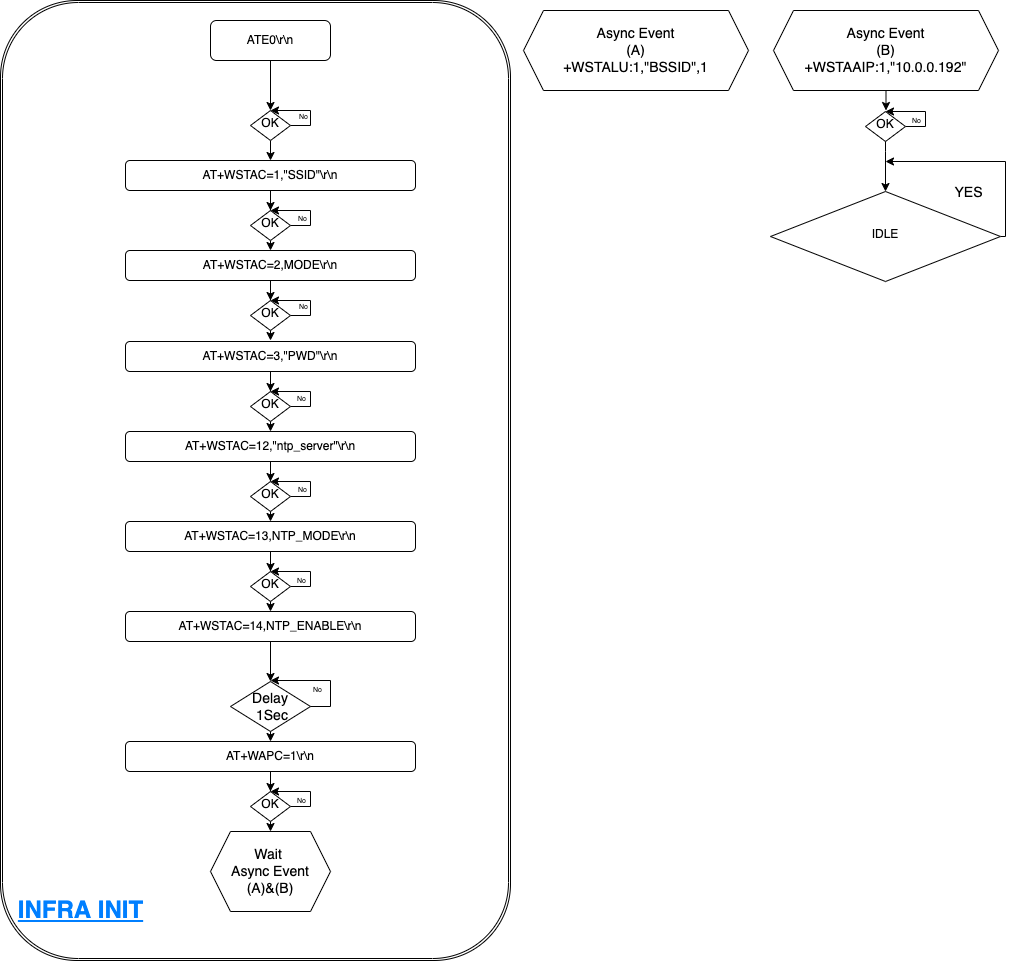 ATE0\r\n
OK
No
AT+WSTAC=1,"SSID"\r\n
OK
No
AT+WSTAC=2,MODE\r\n
OK
No
AT+WSTAC=3,"PWD"\r\n
OK
No
AT+WSTAC=12,"ntp_server"\r\n
OK
No
AT+WSTAC=13,NTP_MODE\r\n
OK
No
AT+WSTAC=14,NTP_ENABLE\r\n
No
Delay
1Sec
AT+WAPC=1\r\n
OK
No
Wait
Async Event
(A)&(B)
INFRA INIT
Async Event
(A)
+WSTALU:1,"BSSID",1
Async Event
(B)
+WSTAAIP:1,"10.0.0.192"
OK
No
YES
IDLE